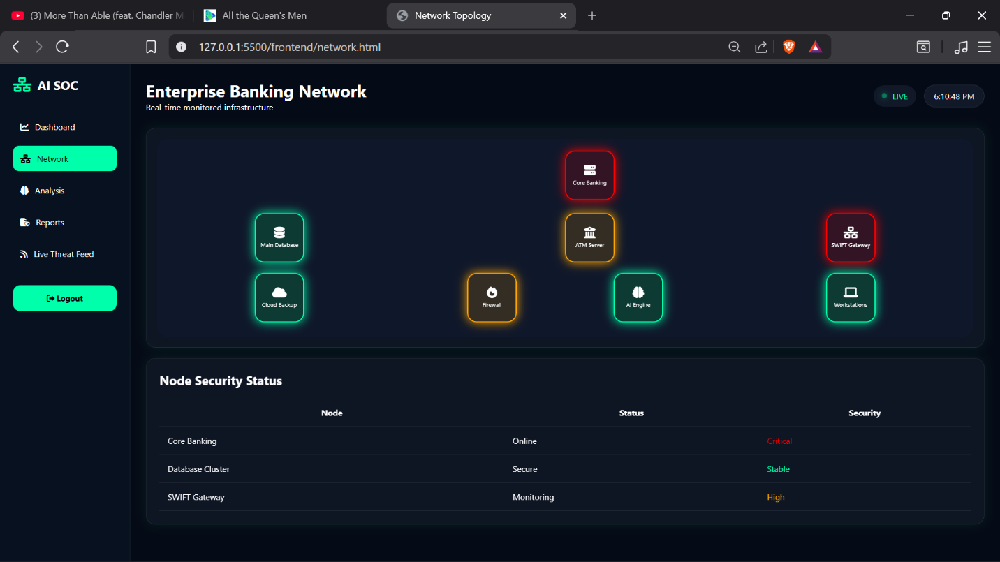 (3) More Than Able (feat. Chandler M
All the Queen's Men
Network Topology
127.0.0.1:5500/frontend/network.html
AI SOC
Dashboard
Network
Analysis
Reports
Live Threat Feed
Logout
Enterprise Banking Network
Real-time monitored infrastructure
LIVE
6:10:48 PM
Core Banking
Main Database
ATM Server
SWIFT Gateway
Cloud Backup
Firewall
AI Engine
Workstations
Node Security Status
Node Status Security
Core Banking Online Critical
Database Cluster Secure Stable
SWIFT Gateway Monitoring High